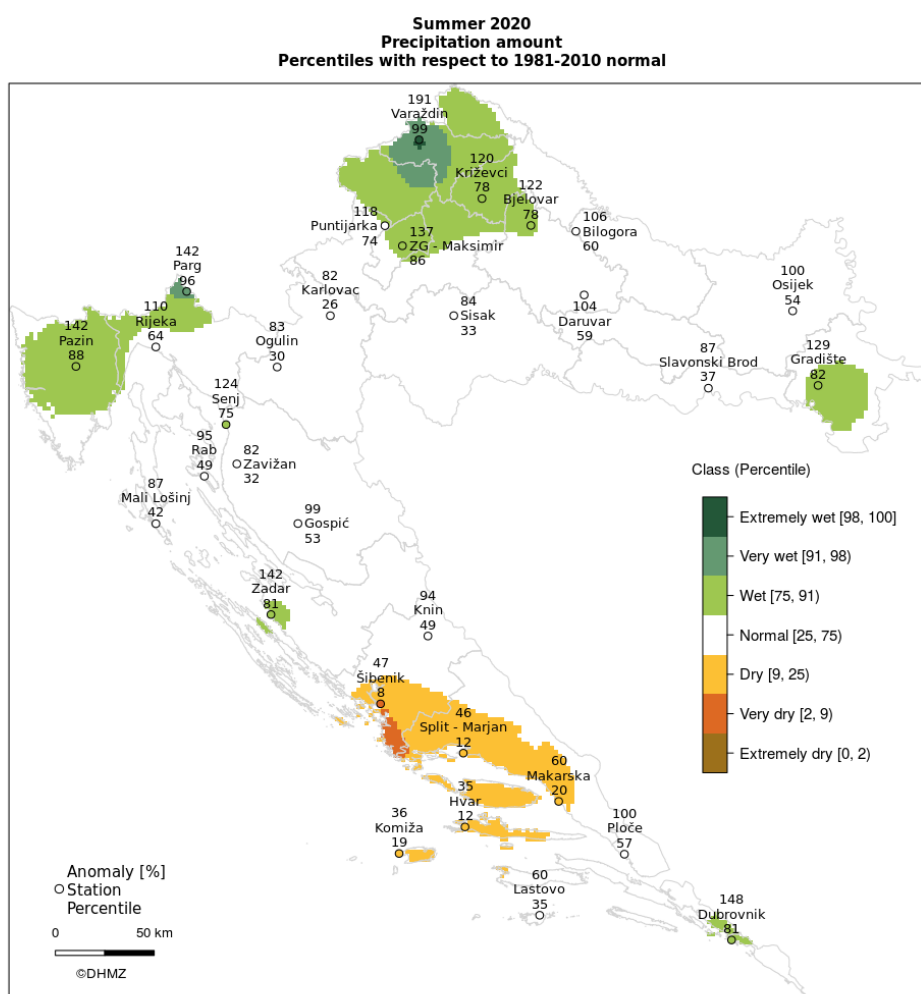 Summer 2020
Precipitation amount
Percentiles with respect to 1981-2010 normal
191
Varaždin
99
120
Križevci
78
122
Bjelovar
78
118
Puntijarka
74
137
ZG - Maksimir
86
106
Bilogora
60
142
Parg
96
82
Karlovac
26
84
Sisak
33
104
Daruvar
59
100
Osijek
54
110
Rijeka
64
142
Pazin
88
83
Ogulin
30
87
Slavonski Brod
37
129
Gradište
82
124
Senj
75
95
Rab
49
82
Zavižan
32
87
Mali Lošinj
42
99
Gospić
53
142
Zadar
81
94
Knin
49
47
Šibenik
8
46
Split - Marjan
12
60
Makarska
20
35
Hvar
12
36
Komiža
19
100
Ploče
57
60
Lastovo
35
148
Dubrovnik
81
Class (Percentile)
Extremely wet [98, 100]
Very wet [91, 98)
Wet [75, 91)
Normal [25, 75)
Dry [9, 25)
Very dry [2, 9)
Extremely dry [0, 2)
Anomaly [%]
Station
Percentile
0 50 km
©DHMZ